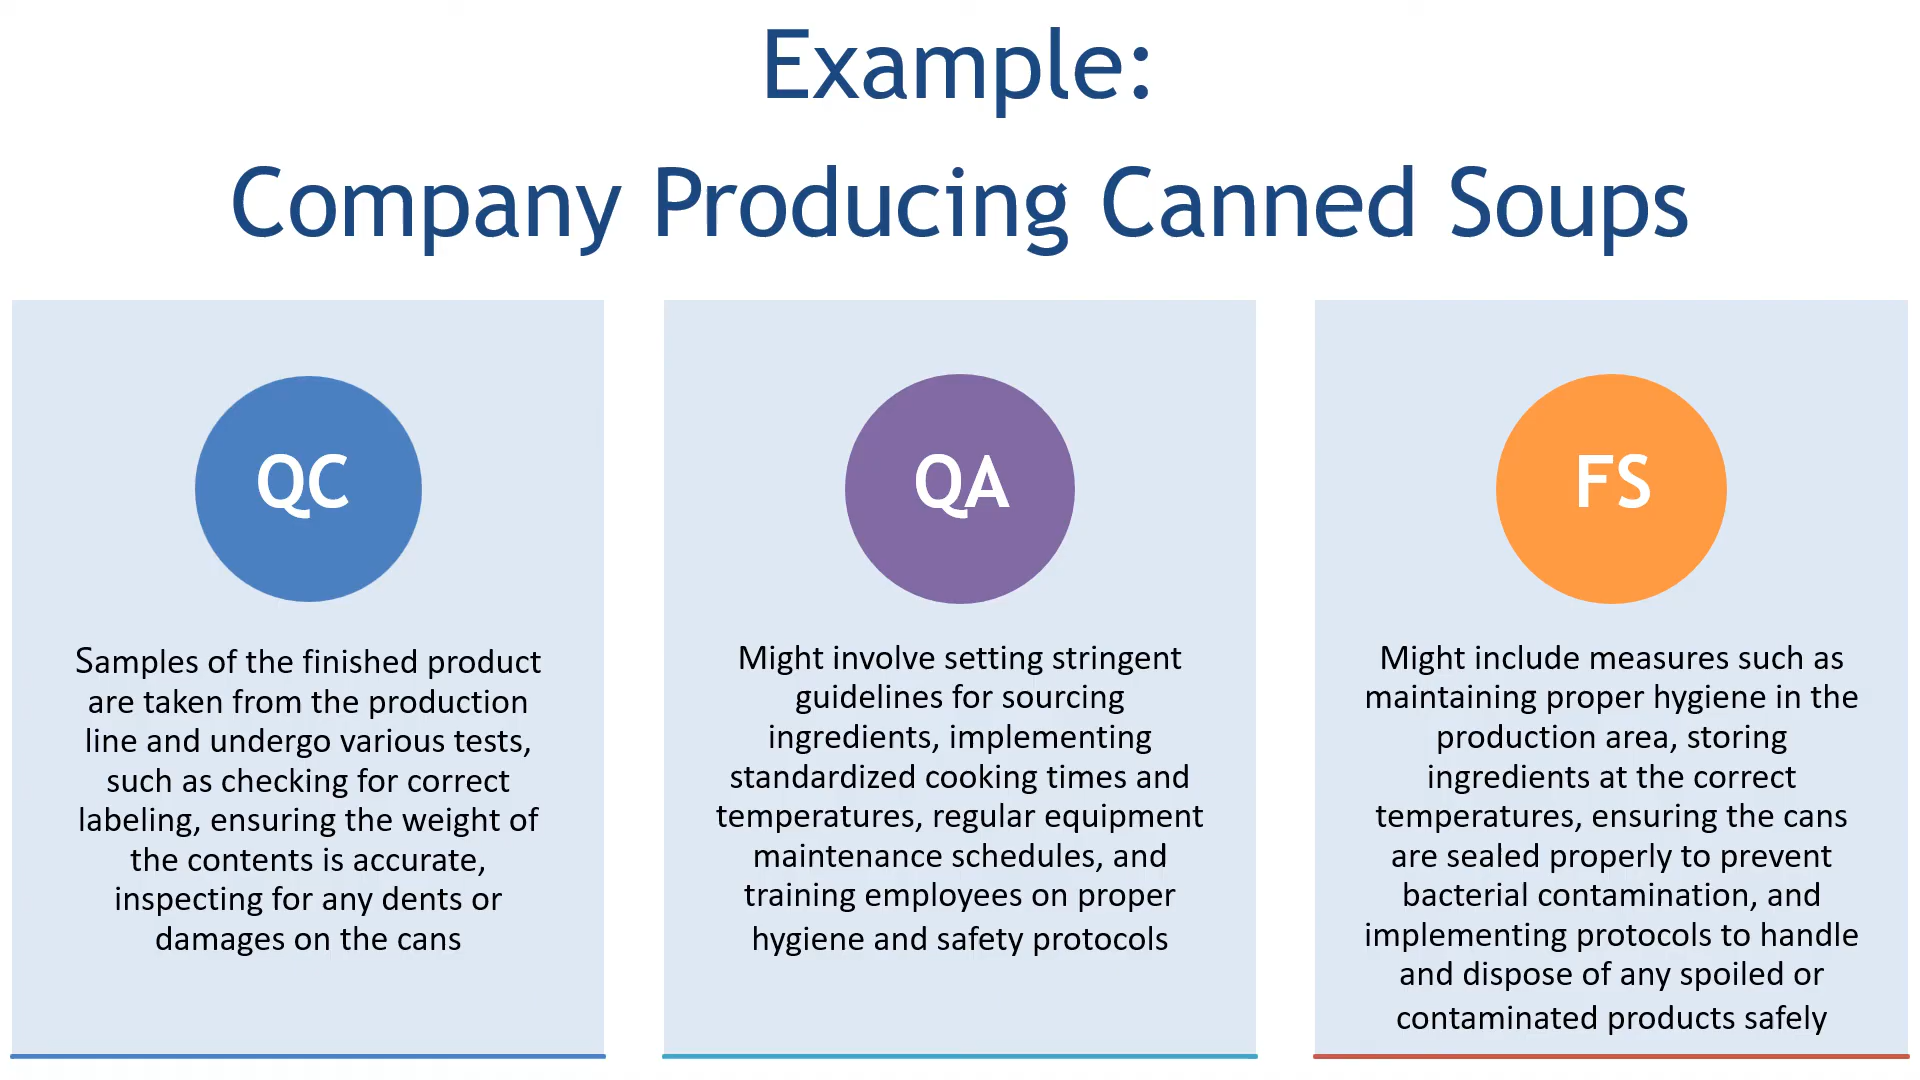 Example:
Company Producing Canned Soups
QC
Samples of the finished product
are taken from the production
line and undergo various tests,
such as checking for correct
labeling, ensuring the weight of
the contents is accurate,
inspecting for any dents or
damages on the cans
QA
Might involve setting stringent
guidelines for sourcing
ingredients, implementing
standardized cooking times and
temperatures, regular equipment
maintenance schedules, and
training employees on proper
hygiene and safety protocols
FS
Might include measures such as
maintaining proper hygiene in the
production area, storing
ingredients at the correct
temperatures, ensuring the cans
are sealed properly to prevent
bacterial contamination, and
implementing protocols to handle
and dispose of any spoiled or
contaminated products safely